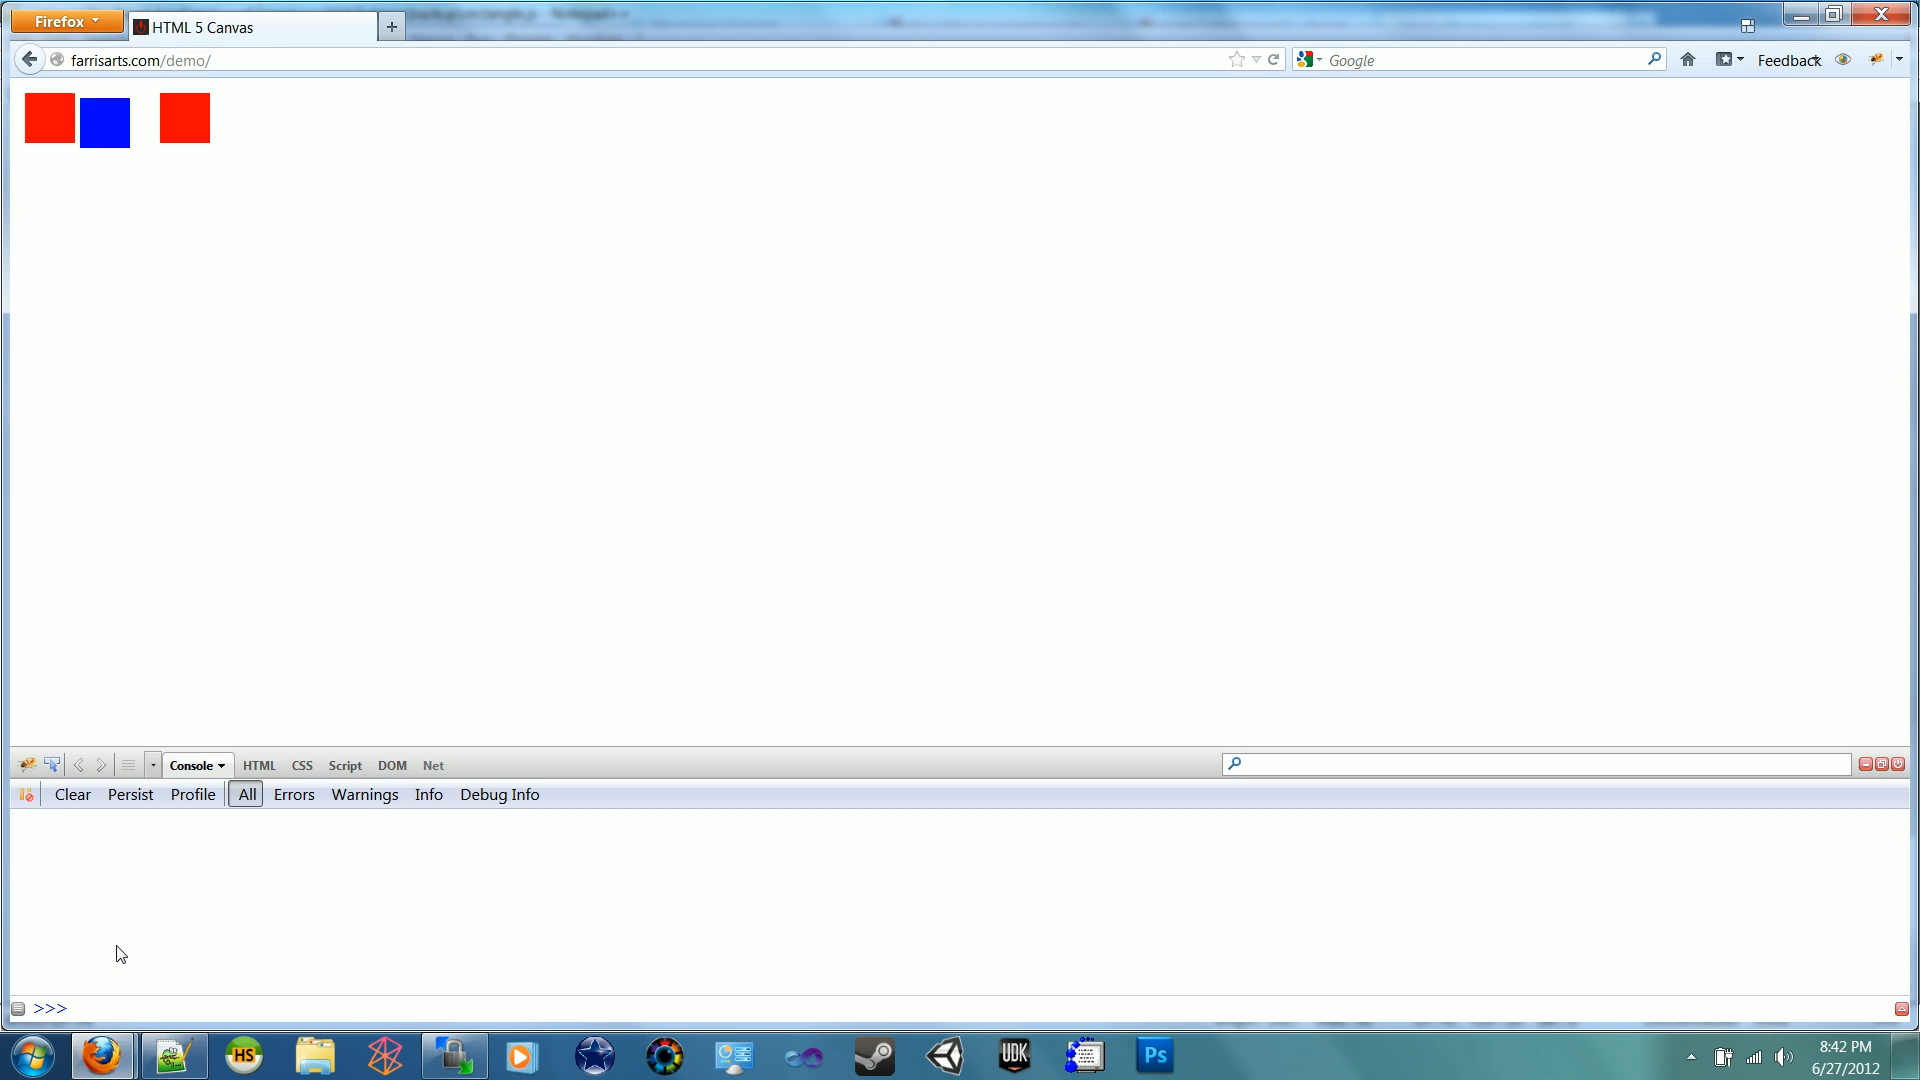 Firefox
HTML 5 Canvas
farrisarts.com/demo/
Google
Feedback
Console
HTML
CSS
Script
DOM
Net
Clear
Persist
Profile
All
Errors
Warnings
Info
Debug Info
>>>
HS
UDK
Ps
8:42 PM
6/27/2012